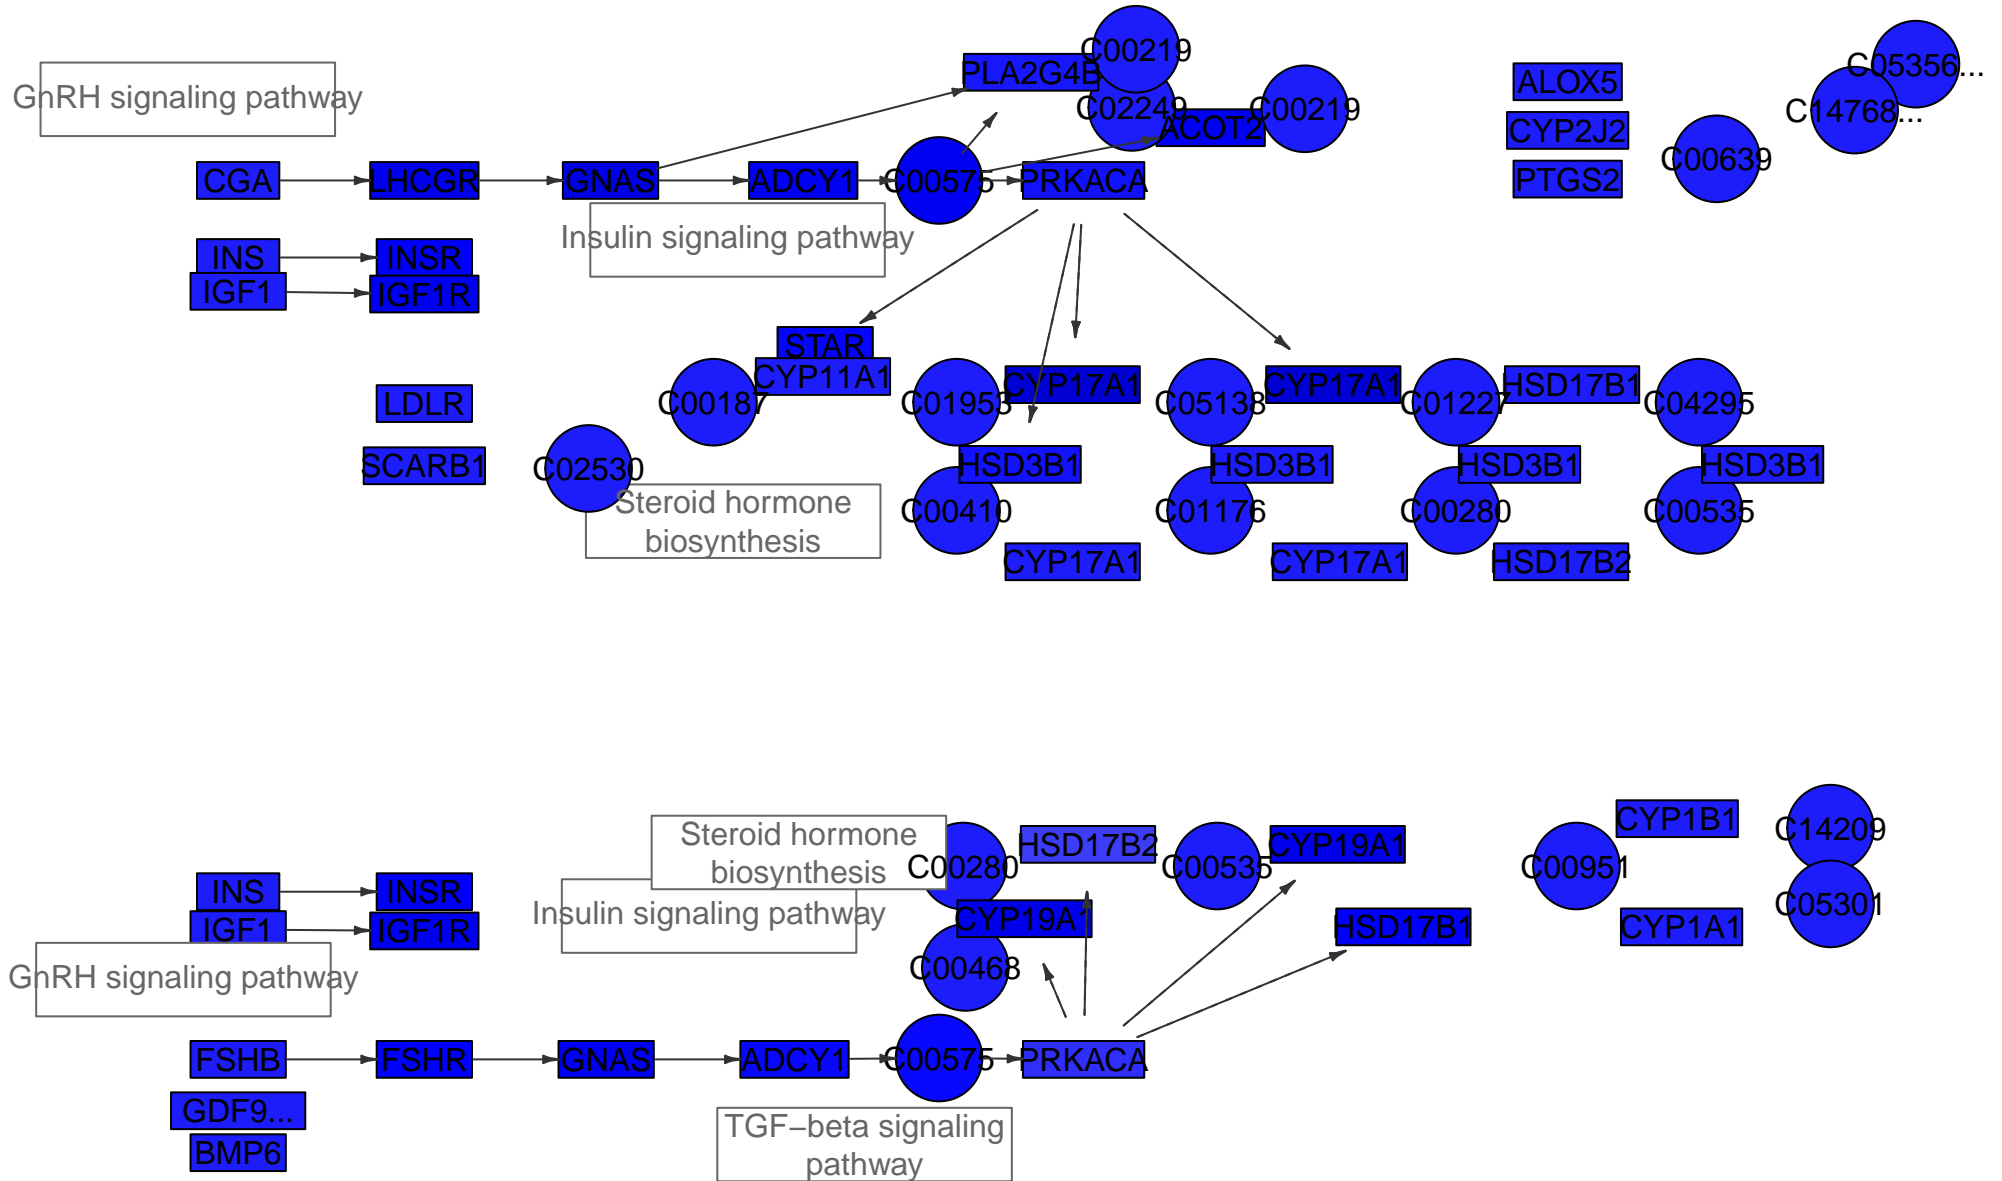 C00219
C05356...
PLA2G4B
ALOX5
GnRH signaling pathway
C02249
C00219
C14768...
ACOT2
CYP2J2
C00639
CGA
LHCGR
GNAS
ADCY1
C00575
PRKACA
PTGS2
Insulin signaling pathway
INS
INSR
IGF1
IGF1R
STAR
CYP11A1
CYP17A1
CYP17A1
HSD17B1
LDLR
C00187
C01953
C05138
C01227
C04295
SCARB1
C02530
HSD3B1
HSD3B1
HSD3B1
HSD3B1
Steroid hormone
biosynthesis
C00410
C01176
C00280
C00535
CYP17A1
CYP17A1
HSD17B2
Steroid hormone
biosynthesis
C00280
HSD17B2
C00535
CYP19A1
C00951
CYP1B1
C14209
INS
INSR
Insulin signaling pathway
CYP19A1
HSD17B1
CYP1A1
C05301
IGF1
IGF1R
GnRH signaling pathway
C00468
FSHB
FSHR
GNAS
ADCY1
C00575
PRKACA
GDF9...
BMP6
TGF−beta signaling
pathway